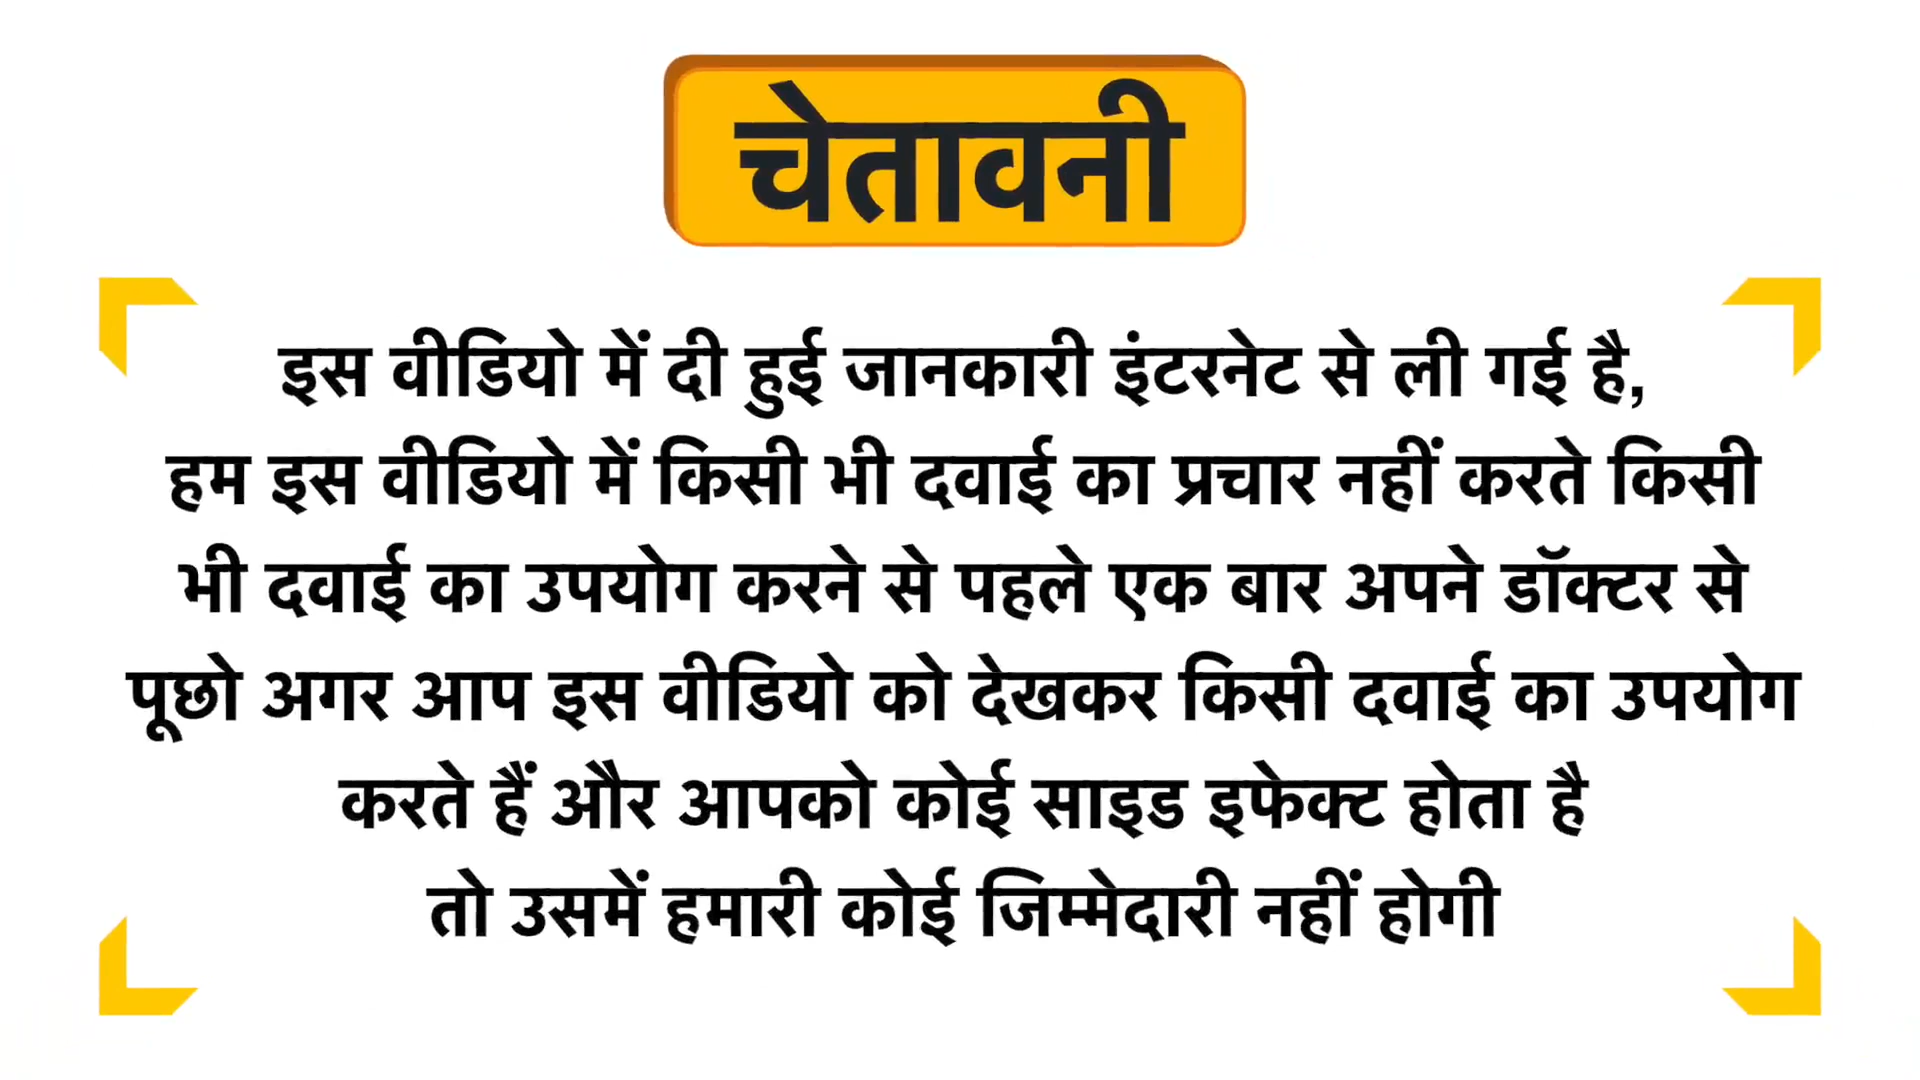 चेतावनी
इस वीडियो में दी हुई जानकारी इंटरनेट से ली गई है,
हम इस वीडियो में किसी भी दवाई का प्रचार नहीं करते किसी
भी दवाई का उपयोग करने से पहले एक बार अपने डॉक्टर से
पूछो अगर आप इस वीडियो को देखकर किसी दवाई का उपयोग
करते हैं और आपको कोई साइड इफेक्ट होता है
तो उसमें हमारी कोई जिम्मेदारी नहीं होगी